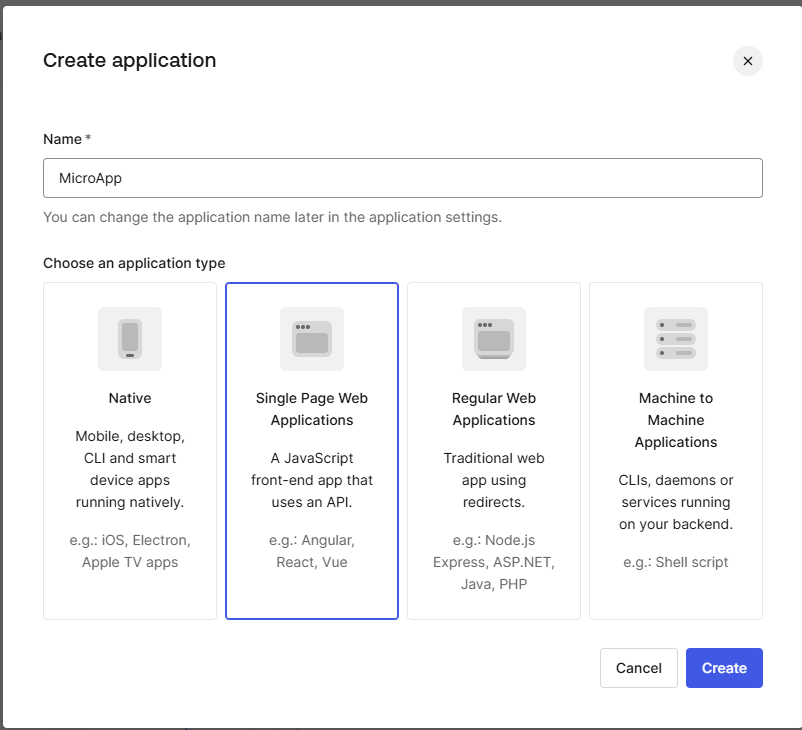 Create application
Name *
MicroApp
You can change the application name later in the application settings.
Choose an application type
Native
Mobile, desktop,
CLI and smart
device apps
running natively.
e.g.: iOS, Electron,
Apple TV apps
Single Page Web
Applications
A JavaScript
front-end app that
uses an API.
e.g.: Angular,
React, Vue
Regular Web
Applications
Traditional web
app using
redirects.
e.g.: Node.js
Express, ASP.NET,
Java, PHP
Machine to
Machine
Applications
CLIs, daemons or
services running
on your backend.
e.g.: Shell script
Cancel
Create